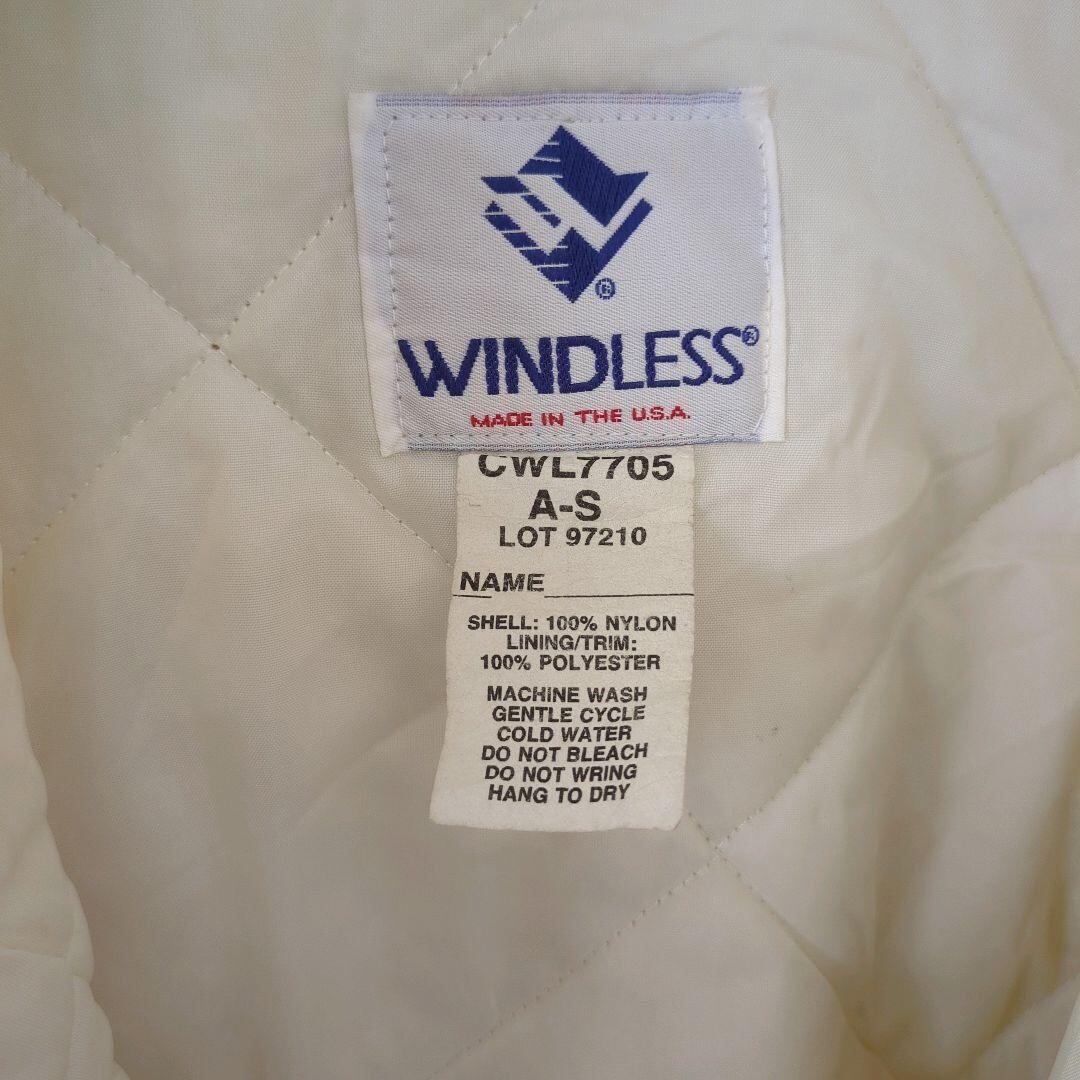 WINDLESS®
MADE IN THE U.S.A.
CWL7705
A-S
LOT 97210
NAME
SHELL: 100% NYLON
LINING/TRIM:
100% POLYESTER
MACHINE WASH
GENTLE CYCLE
COLD WATER
DO NOT BLEACH
DO NOT WRING
HANG TO DRY